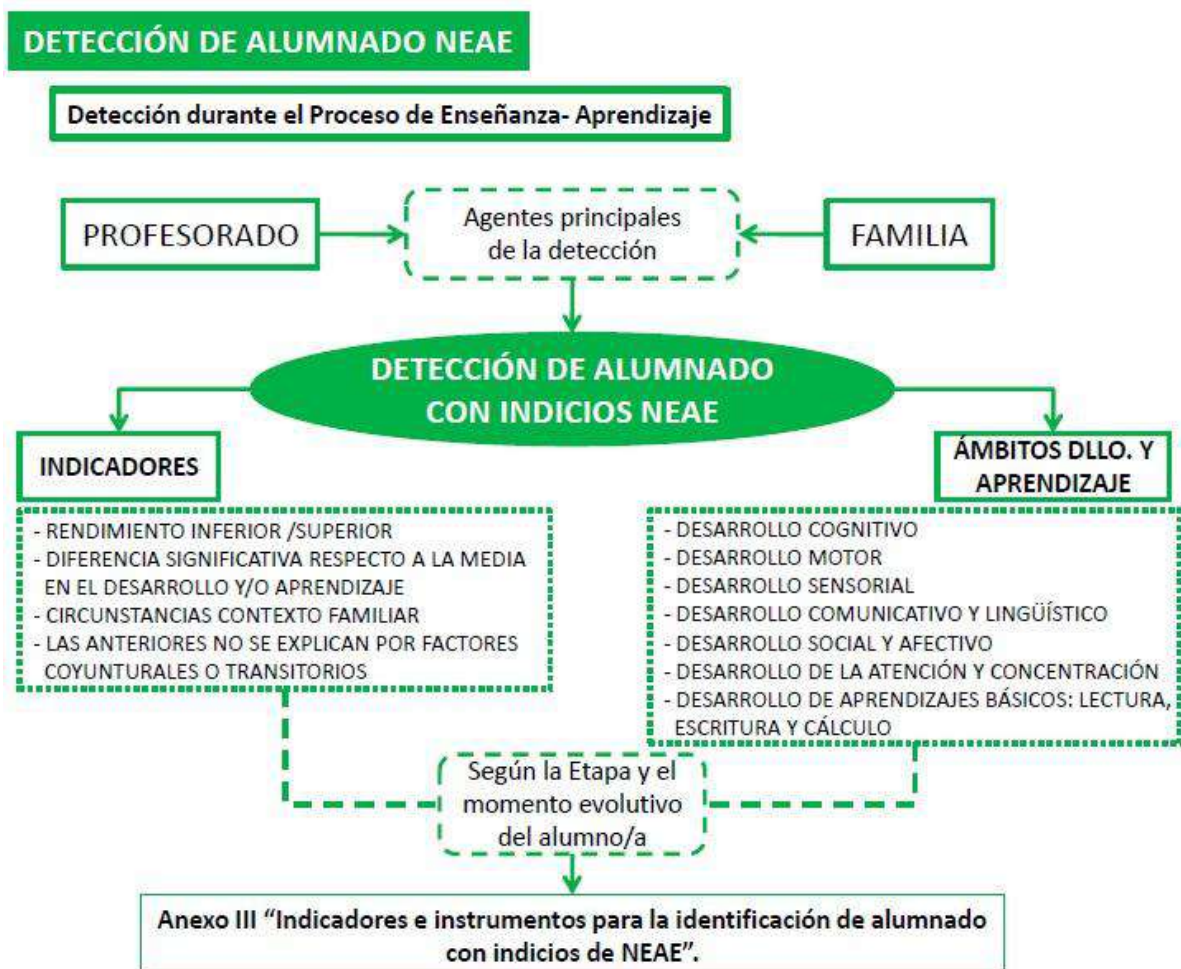 DETECCIÓN DE ALUMNADO NEAE
Detección durante el Proceso de Enseñanza- Aprendizaje
PROFESORADO
Agentes principales
de la detección
FAMILIA
DETECCIÓN DE ALUMNADO
CON INDICIOS NEAE
INDICADORES
- RENDIMIENTO INFERIOR /SUPERIOR
- DIFERENCIA SIGNIFICATIVA RESPECTO A LA MEDIA
EN EL DESARROLLO Y/O APRENDIZAJE
- CIRCUNSTANCIAS CONTEXTO FAMILIAR
- LAS ANTERIORES NO SE EXPLICAN POR FACTORES
COYUNTURALES O TRANSITORIOS
ÁMBITOS DLLO. Y
APRENDIZAJE
- DESARROLLO COGNITIVO
- DESARROLLO MOTOR
- DESARROLLO SENSORIAL
- DESARROLLO COMUNICATIVO Y LINGÜÍSTICO
- DESARROLLO SOCIAL Y AFECTIVO
- DESARROLLO DE LA ATENCIÓN Y CONCENTRACIÓN
- DESARROLLO DE APRENDIZAJES BÁSICOS: LECTURA,
ESCRITURA Y CÁLCULO
Según la Etapa y el
momento evolutivo
del alumno/a
Anexo III “Indicadores e instrumentos para la identificación de alumnado
con indicios de NEAE”.